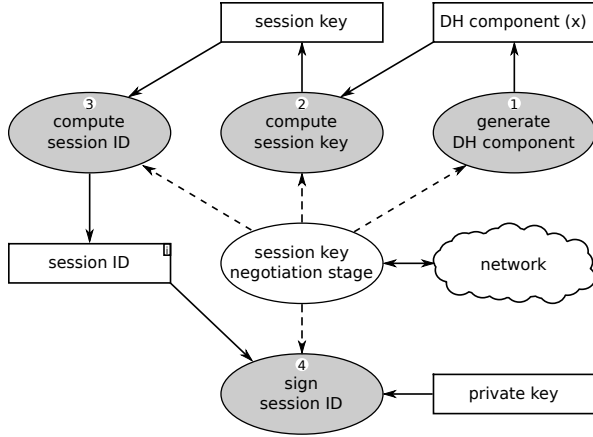 session key
DH component (x)
3
compute
session ID
2
compute
session key
1
generate
DH component
session ID
i
session key
negotiation stage
network
4
sign
session ID
private key